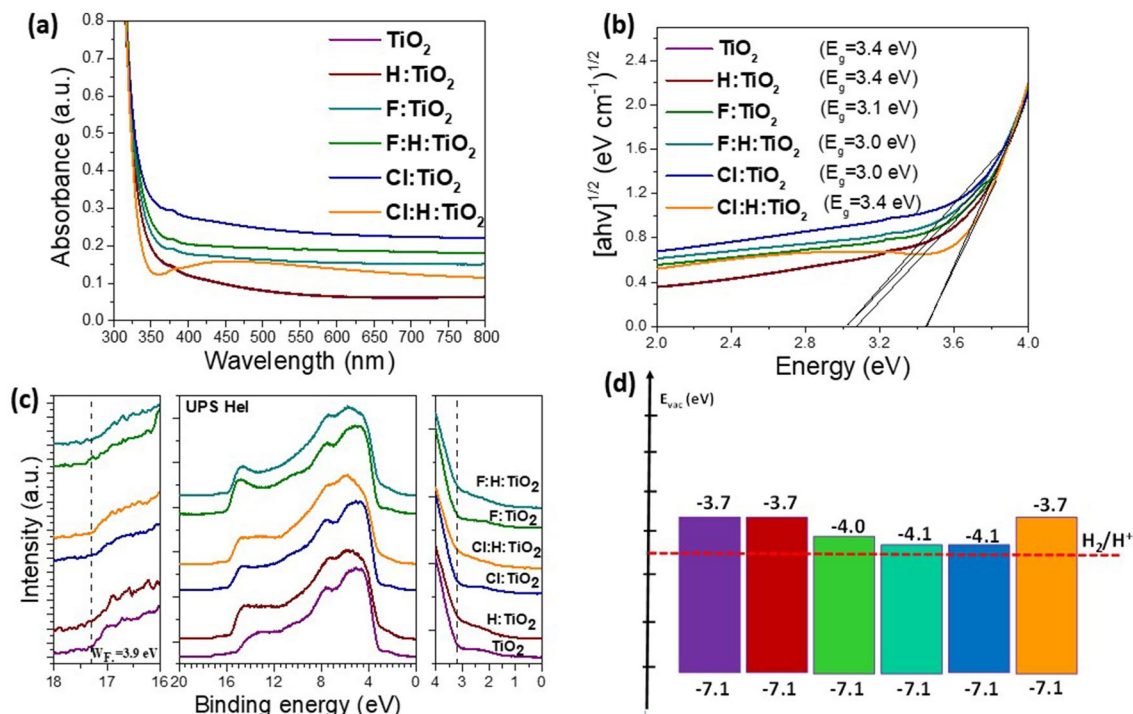 (a)
0.8
0.7
0.6
0.5
0.4
0.3
0.2
0.1
0.0
Absorbance (a.u.)
TiO₂
H:TiO₂
F:TiO₂
F:H:TiO₂
Cl:TiO₂
Cl:H:TiO₂
300 350 400 450 500 550 600 650 700 750 800
Wavelength (nm)
(b)
2.4
1.8
1.2
0.6
0.0
[ahv]^1/2 (eV cm⁻¹)^1/2
TiO₂ (Eg=3.4 eV)
H:TiO₂ (Eg=3.4 eV)
F:TiO₂ (Eg=3.1 eV)
F:H:TiO₂ (Eg=3.0 eV)
Cl:TiO₂ (Eg=3.0 eV)
Cl:H:TiO₂ (Eg=3.4 eV)
2.0 2.4 2.8 3.2 3.6 4.0
Energy (eV)
(c)
Intensity (a.u.)
UPS HeI
F:H:TiO₂
F:TiO₂
Cl:H:TiO₂
Cl:TiO₂
H:TiO₂
TiO₂
W_F.=3.9 eV
18 17 16
20 16 12 8 4 0
4 3 2 1 0
Binding energy (eV)
(d)
E_vac (eV)
-3.7 -3.7 -4.0 -4.1 -4.1 -3.7
H₂/H⁺
-7.1 -7.1 -7.1 -7.1 -7.1 -7.1